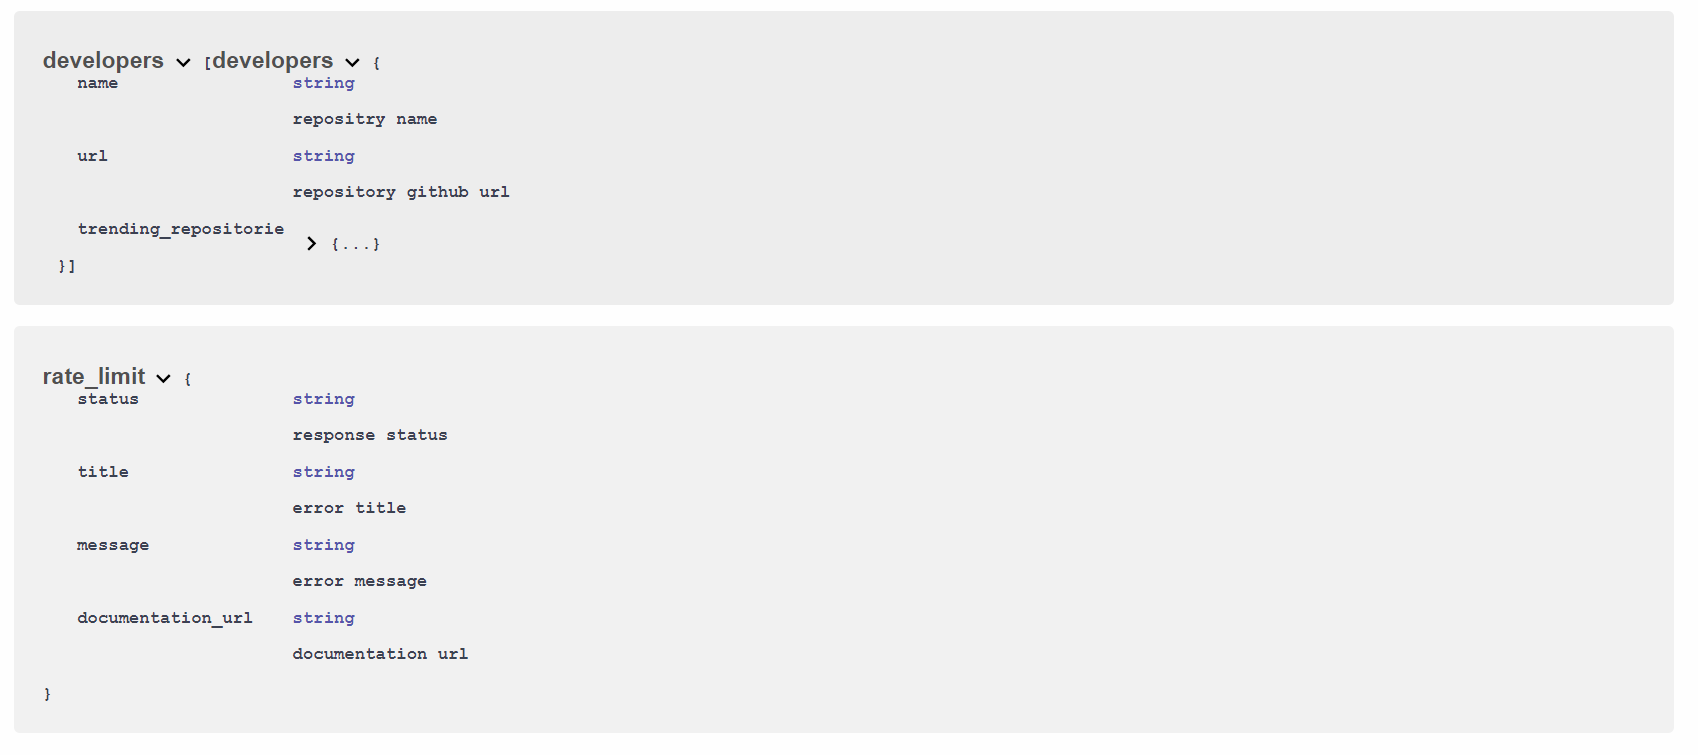 developers [developers {
name string
repositry name
url string
repository github url
trending_repositorie
{...}
}]
rate_limit {
status string
response status
title string
error title
message string
error message
documentation_url string
documentation url
}